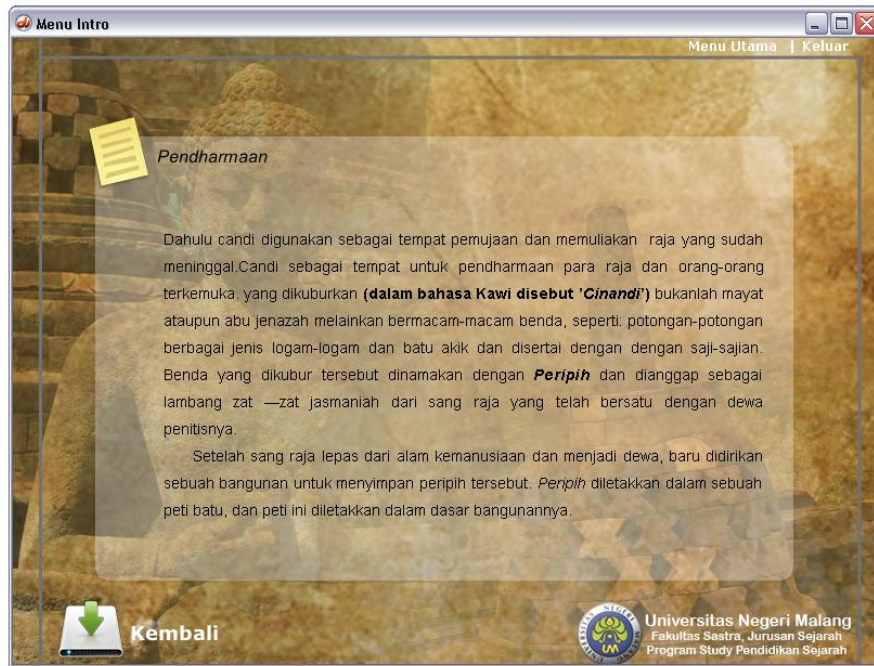 Menu Intro
Menu Utama | Keluar
Pendharmaan
Dahulu candi digunakan sebagai tempat pemujaan dan memuliakan raja yang sudah
meninggal.Candi sebagai tempat untuk pendharmaan para raja dan orang-orang
terkemuka. yang dikuburkan (dalam bahasa Kawi disebut 'Cinandi') bukanlah mayat
ataupun abu jenazah melainkan bermacam-macam benda, seperti: potongan-potongan
berbagai jenis logam-logam dan batu akik dan disertai dengan dengan saji-sajian.
Benda yang dikubur tersebut dinamakan dengan Peripih dan dianggap sebagai
lambang zat —zat jasmaniah dari sang raja yang telah bersatu dengan dewa
penitisnya.
Setelah sang raja lepas dari alam kemanusiaan dan menjadi dewa, baru didirikan
sebuah bangunan untuk menyimpan peripih tersebut. Peripih diletakkan dalam sebuah
peti batu, dan peti ini diletakkan dalam dasar bangunannya.
Kembali
UNIVERSITAS NEGERI MALANG
UM
Universitas Negeri Malang
Fakultas Sastra, Jurusan Sejarah
Program Study Pendidikan Sejarah